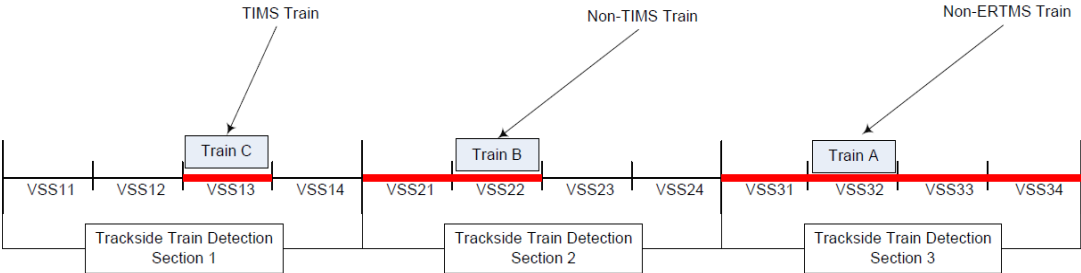 TIMS Train
Non-TIMS Train
Non-ERTMS Train
Train C
Train B
Train A
VSS11
VSS12
VSS13
VSS14
VSS21
VSS22
VSS23
VSS24
VSS31
VSS32
VSS33
VSS34
Trackside Train Detection
Section 1
Trackside Train Detection
Section 2
Trackside Train Detection
Section 3